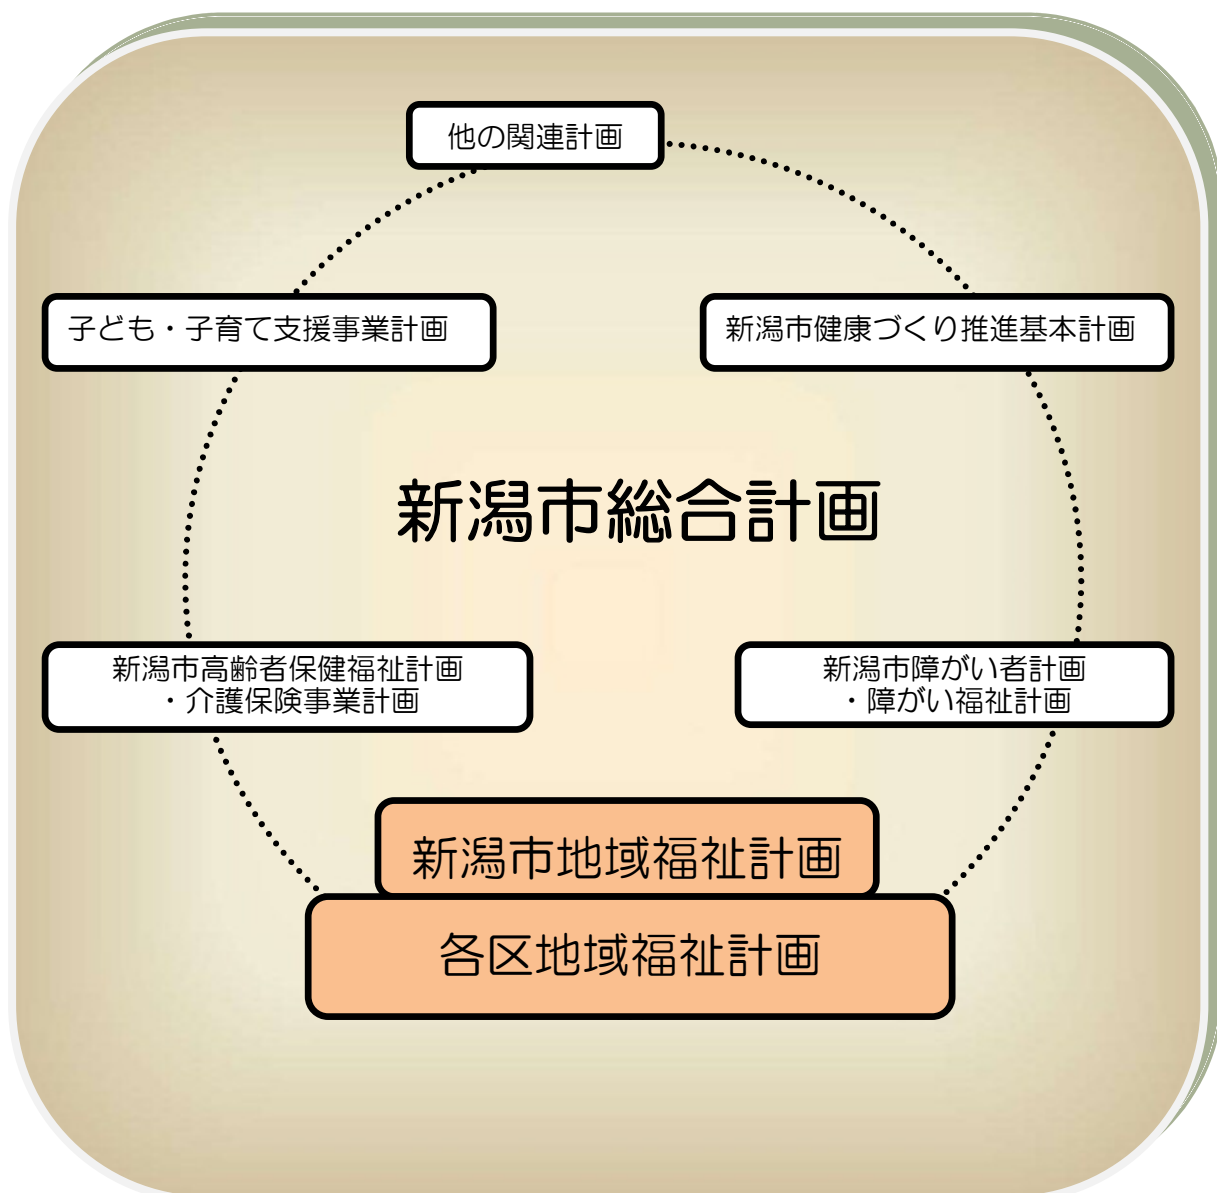 他の関連計画
子ども・子育て支援事業計画
新潟市健康づくり推進基本計画
新潟市総合計画
新潟市高齢者保健福祉計画
・介護保険事業計画
新潟市障がい者計画
・障がい福祉計画
新潟市地域福祉計画
各区地域福祉計画